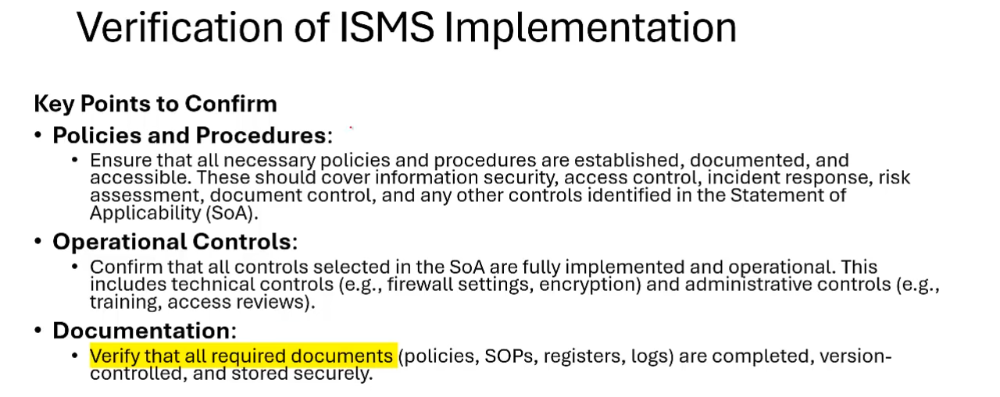 Verification of ISMS Implementation
Key Points to Confirm
• Policies and Procedures:
• Ensure that all necessary policies and procedures are established, documented, and
accessible. These should cover information security, access control, incident response, risk
assessment, document control, and any other controls identified in the Statement of
Applicability (SoA).
• Operational Controls:
• Confirm that all controls selected in the SoA are fully implemented and operational. This
includes technical controls (e.g., firewall settings, encryption) and administrative controls (e.g.,
training, access reviews).
• Documentation:
• Verify that all required documents (policies, SOPs, registers, logs) are completed, version-
controlled, and stored securely.